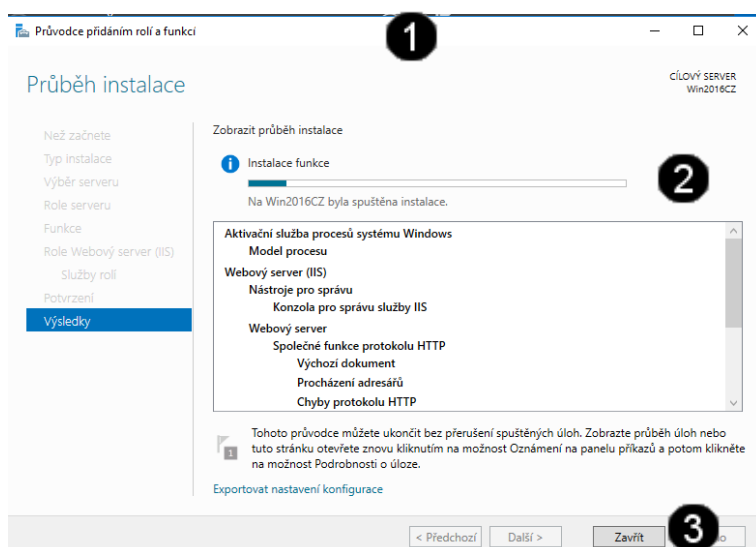 Průvodce přidáním rolí a funkcí
1
Průběh instalace
CÍLOVÝ SERVER
Win2016CZ
Než začnete
Typ instalace
Výběr serveru
Role serveru
Funkce
Role Webový server (IIS)
Služby rolí
Potvrzení
Výsledky
Zobrazit průběh instalace
Instalace funkce
2
Na Win2016CZ byla spuštěna instalace.
Aktivační služba procesů systému Windows
Model procesu
Webový server (IIS)
Nástroje pro správu
Konzola pro správu služby IIS
Webový server
Společné funkce protokolu HTTP
Výchozí dokument
Procházení adresářů
Chyby protokolu HTTP
1
Tohoto průvodce můžete ukončit bez přerušení spuštěných úloh. Zobrazte průběh úloh nebo
tuto stránku otevřete znovu kliknutím na možnost Oznámení na panelu příkazů a potom klikněte
na možnost Podrobnosti o úloze.
Exportovat nastavení konfigurace
< Předchozí
Další >
Zavřít
3